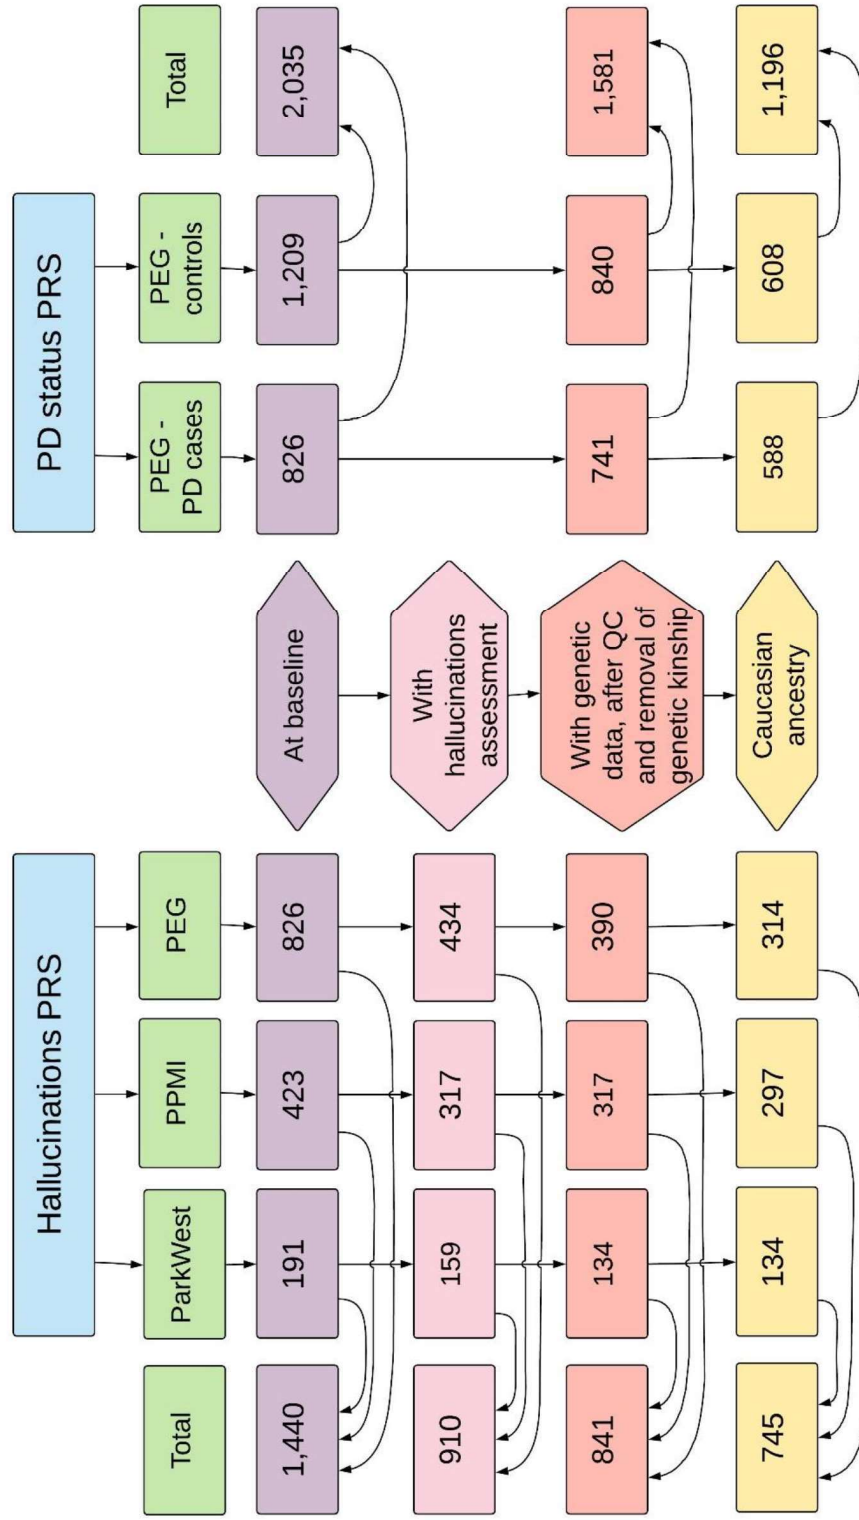 Hallucinations PRS
PD status PRS
Total
ParkWest
PPMI
PEG
PEG -
PD cases
PEG -
controls
Total
1,440
191
423
826
At baseline
826
1,209
2,035
910
159
317
434
With
hallucinations
assessment
841
134
317
390
With genetic
data, after QC
and removal of
genetic kinship
741
840
1,581
745
134
297
314
Caucasian
ancestry
588
608
1,196